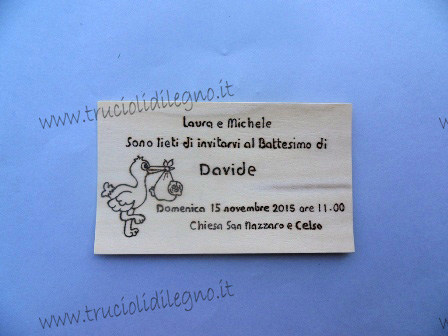 www.truciolidilegno.it
Laura e Michele
Sono lieti di invitarvi al Battesimo di
Davide
Domenica 15 novembre 2015 ore 11.00
Chiesa San Nazzaro e Celso
www.truciolidilegno.it
www.truciolidilegno.it